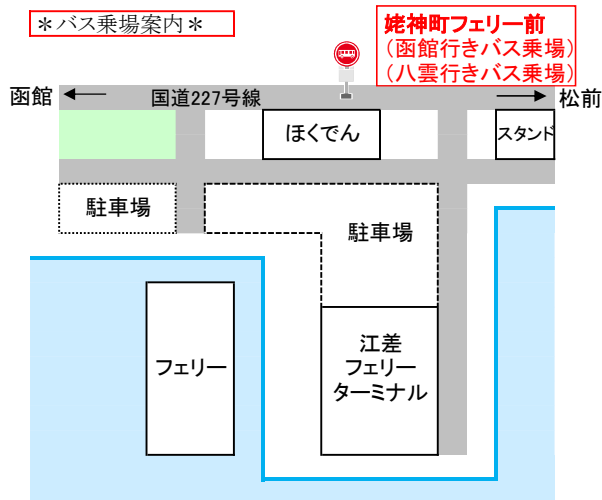 ＊バス乗場案内＊
姥神町フェリー前
（函館行きバス乗場）
（八雲行きバス乗場）
函館
国道227号線
松前
ほくでん
スタンド
駐車場
駐車場
フェリー
江差
フェリー
ターミナル